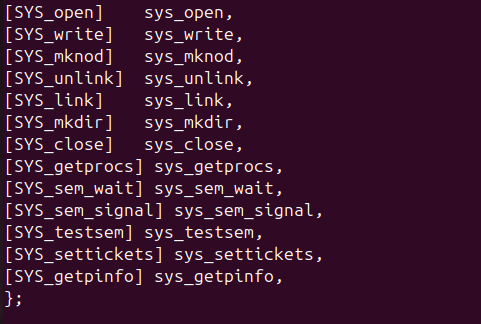 [SYS_open]    sys_open,
[SYS_write]   sys_write,
[SYS_mknod]   sys_mknod,
[SYS_unlink]  sys_unlink,
[SYS_link]    sys_link,
[SYS_mkdir]   sys_mkdir,
[SYS_close]   sys_close,
[SYS_getprocs] sys_getprocs,
[SYS_sem_wait] sys_sem_wait,
[SYS_sem_signal] sys_sem_signal,
[SYS_testsem] sys_testsem,
[SYS_settickets] sys_settickets,
[SYS_getpinfo] sys_getpinfo,
};